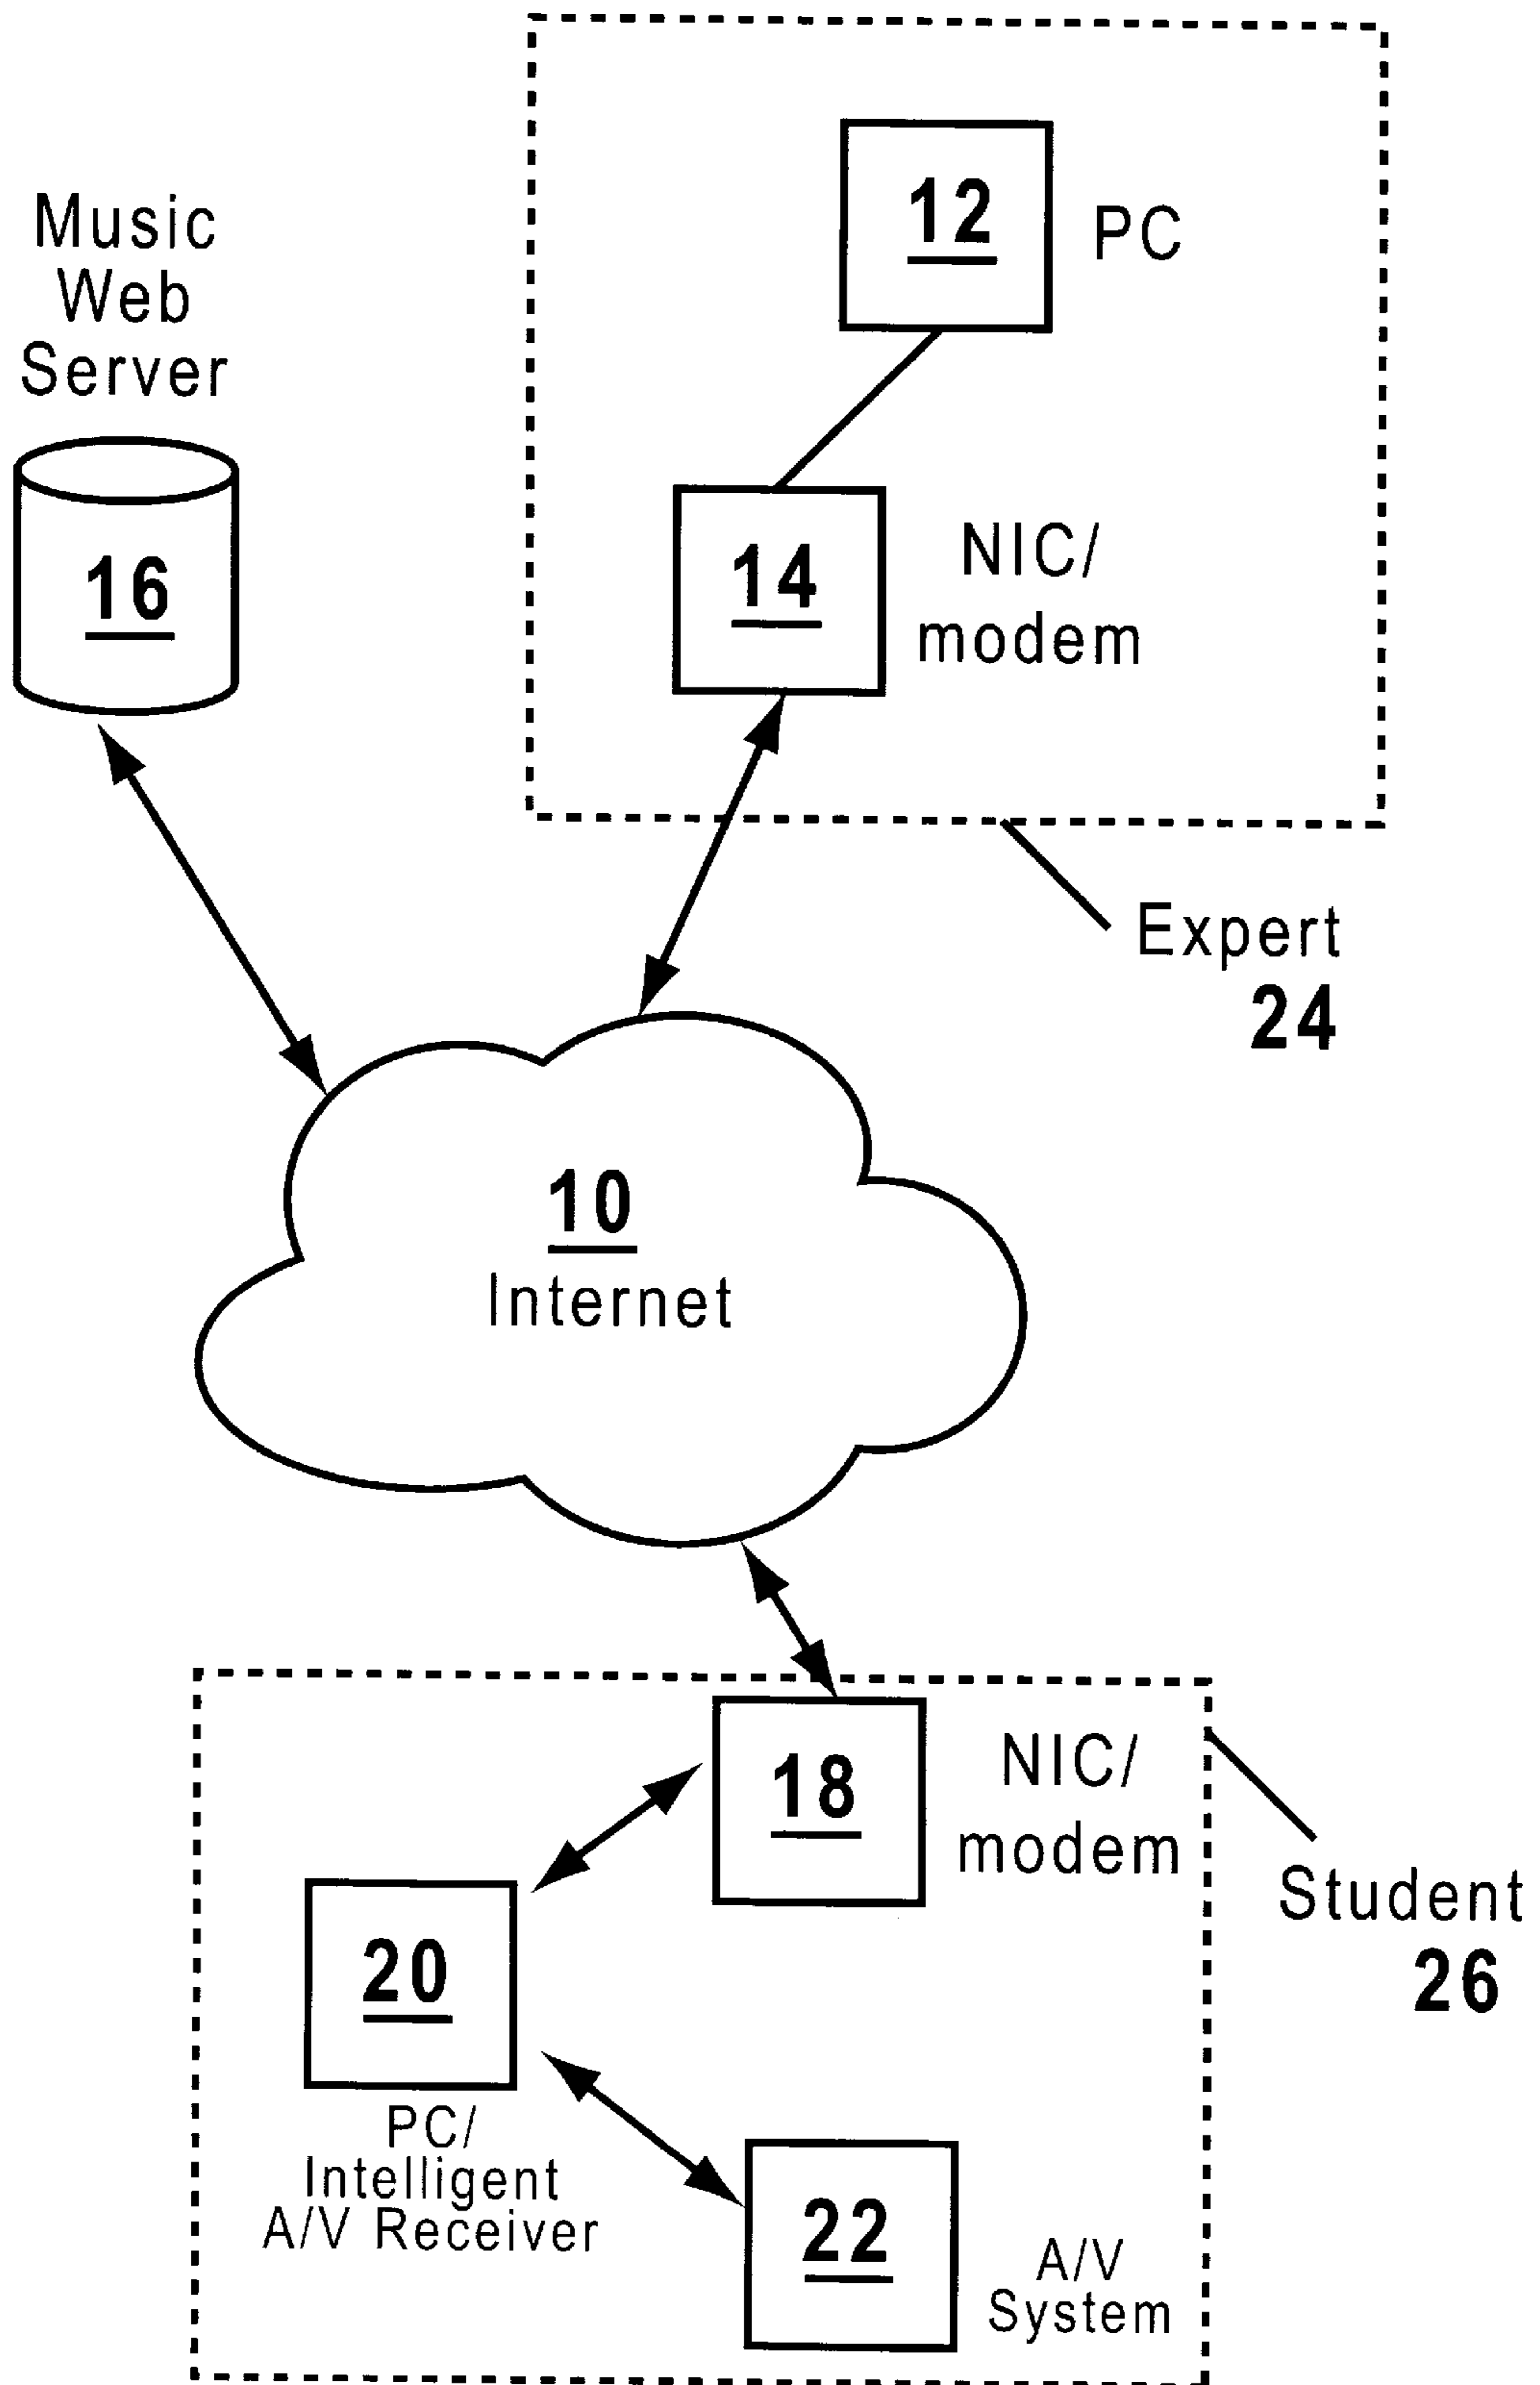 12
PC
Music
Web
Server
16
14
NIC/
modem
Expert
24
10
Internet
18
NIC/
modem
Student
26
20
PC/
Intelligent
A/V Receiver
22
A/V
System